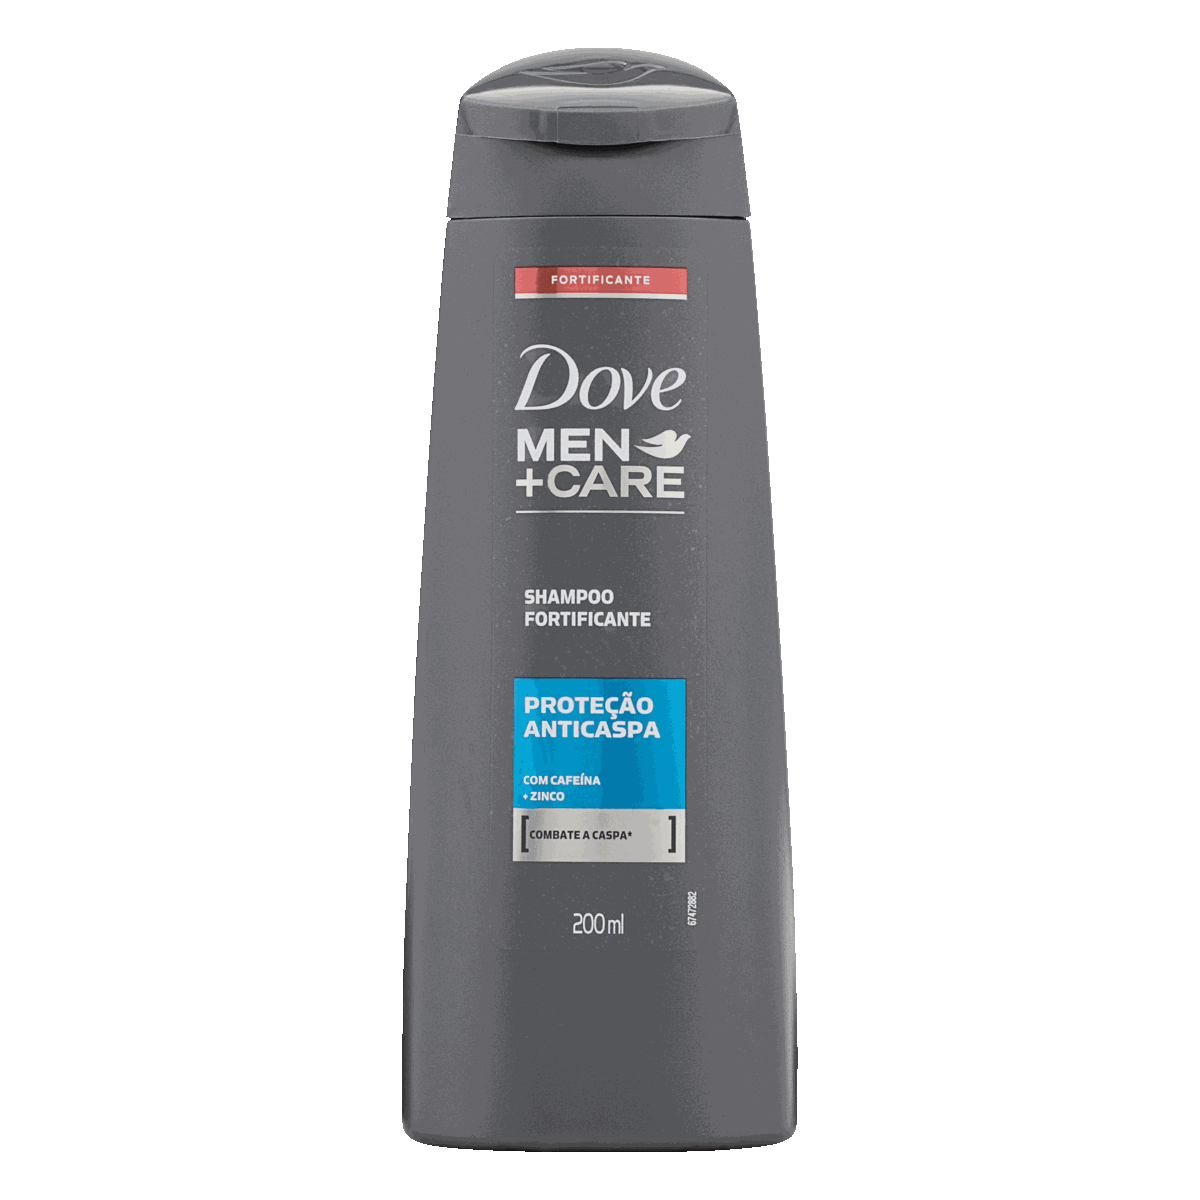 FORTIFICANTE
Dove
MEN
+CARE
SHAMPOO
FORTIFICANTE
PROTEÇÃO
ANTICASPA
COM CAFEÍNA
+ ZINCO
[COMBATE A CASPA*]
200ml
67472882